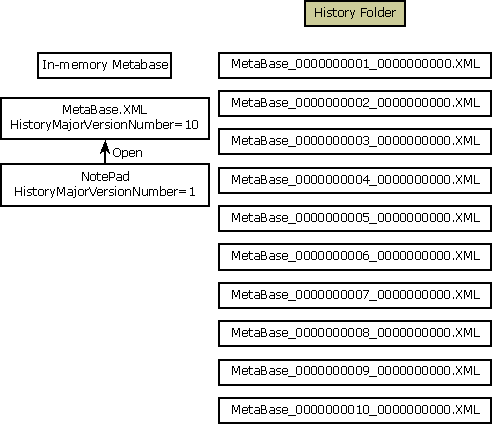 History Folder
In-memory Metabase
MetaBase.XML
HistoryMajorVersionNumber=10
Open
NotePad
HistoryMajorVersionNumber=1
MetaBase_0000000001_0000000000.XML
MetaBase_0000000002_0000000000.XML
MetaBase_0000000003_0000000000.XML
MetaBase_0000000004_0000000000.XML
MetaBase_0000000005_0000000000.XML
MetaBase_0000000006_0000000000.XML
MetaBase_0000000007_0000000000.XML
MetaBase_0000000008_0000000000.XML
MetaBase_0000000009_0000000000.XML
MetaBase_0000000010_0000000000.XML